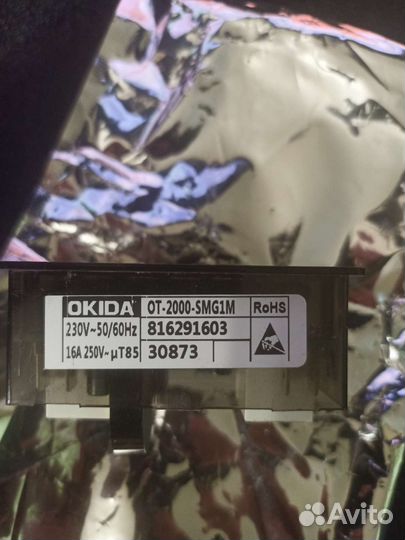 OKIDA OT-2000-SMG1M RoHS
230V~50/60Hz 816291603
16A 250V~µT85 30873
Avito